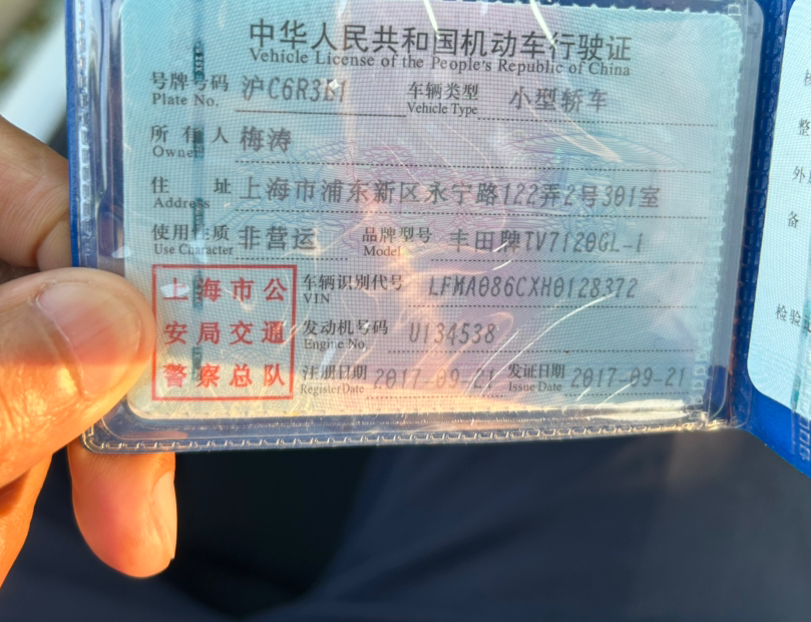 中华人民共和国机动车行驶证
Vehicle License of the People's Republic of China
号牌号码 沪C6R3E1 车辆类型 小型轿车
Plate No. Vehicle Type
所有人 梅涛
Owner
住址 上海市浦东新区永宁路122弄2号301室
Address
使用性质 非营运 品牌型号 丰田牌TV7120GL-i
Use Character Model
上海市公
安局交通
警察总队
车辆识别代号 LFMA086CXH0128372
VIN
发动机号码 U134538
Engine No.
注册日期 2017-09-21 发证日期 2017-09-21
Register Date Issue Date
整
外
备
检验